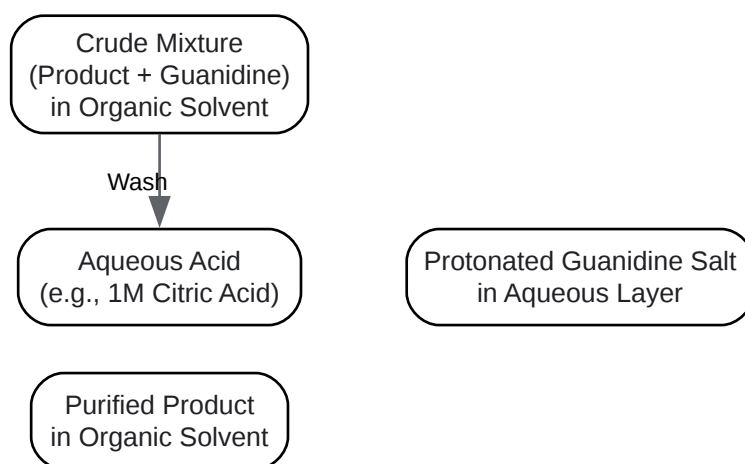 Crude Mixture
(Product + Guanidine)
in Organic Solvent
Wash
Aqueous Acid
(e.g., 1M Citric Acid)
Protonated Guanidine Salt
in Aqueous Layer
Purified Product
in Organic Solvent